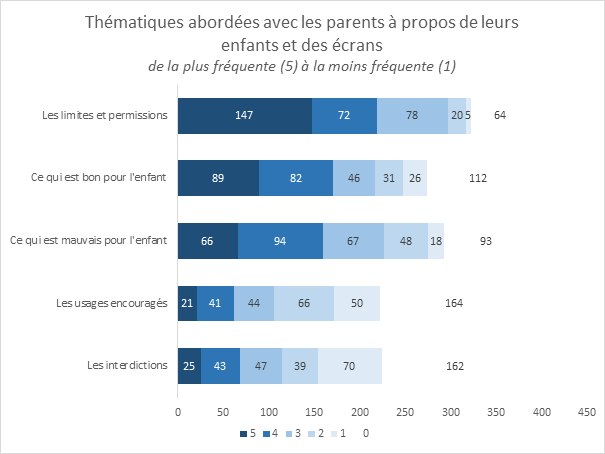 Thématiques abordées avec les parents à propos de leurs
enfants et des écrans
de la plus fréquente (5) à la moins fréquente (1)
Les limites et permissions 147 72 78 20 5 64
Ce qui est bon pour l'enfant 89 82 46 31 26 112
Ce qui est mauvais pour l'enfant 66 94 67 48 18 93
Les usages encouragés 21 41 44 66 50 164
Les interdictions 25 43 47 39 70 162
0 50 100 150 200 250 300 350 400 450
5 4 3 2 1 0